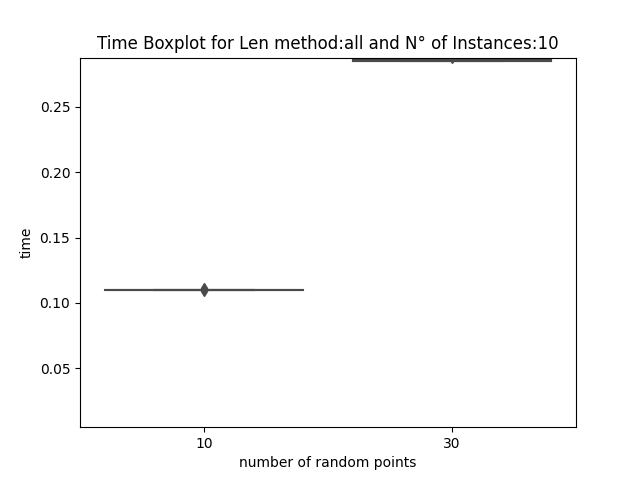 Time Boxplot for Len method:all and N° of Instances:10
0.25
0.20
0.15
0.10
0.05
time
10 30
number of random points